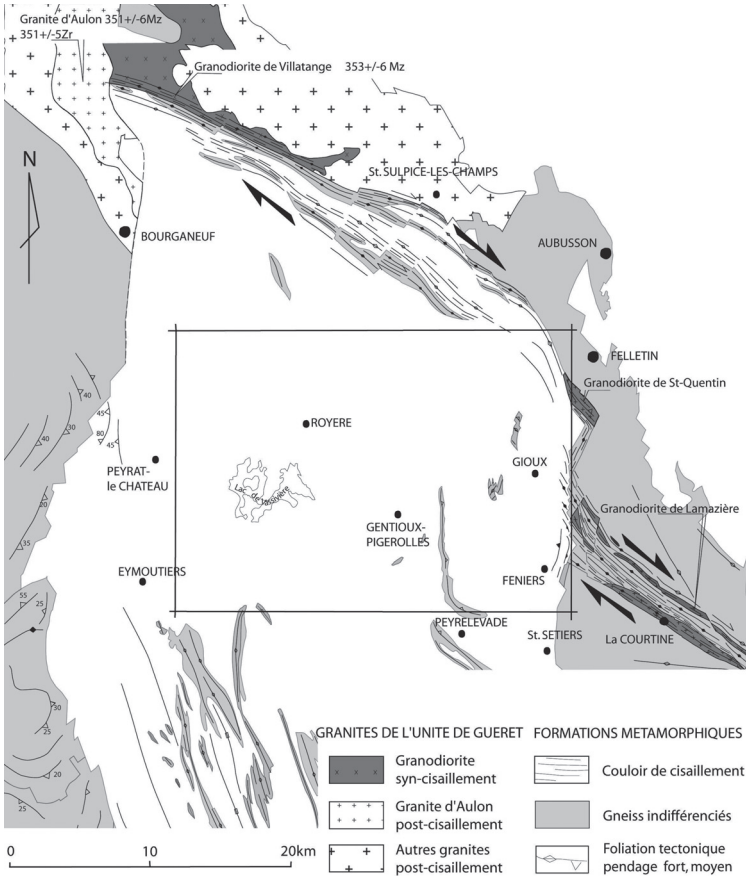 Granite d'Aulon 351+/-6Mz
351+/-5Zr
Granodiorite de Villatange 353+/-6 Mz
N
St. SULPICE-LES-CHAMPS
BOURGANEUF
AUBUSSON
FELLETIN
Granodiorite de St-Quentin
40
45
ROYERE
30
40
80
45
GIOUX
PEYRAT-
le CHATEAU
Lac de Vassivière
20
Granodiorite de Lamazière
GENTIOUX-
PIGEROLLES
35
EYMOUTIERS
FENIERS
55
25
PEYRELEVADE
La COURTINE
St. SETIERS
30
25
20
25
GRANITES DE L'UNITE DE GUERET
FORMATIONS METAMORPHIQUES
Granodiorite
syn-cisaillement
Couloir de cisaillement
Granite d'Aulon
post-cisaillement
Gneiss indifférenciés
Autres granites
post-cisaillement
Foliation tectonique
pendage fort, moyen
0
10
20km